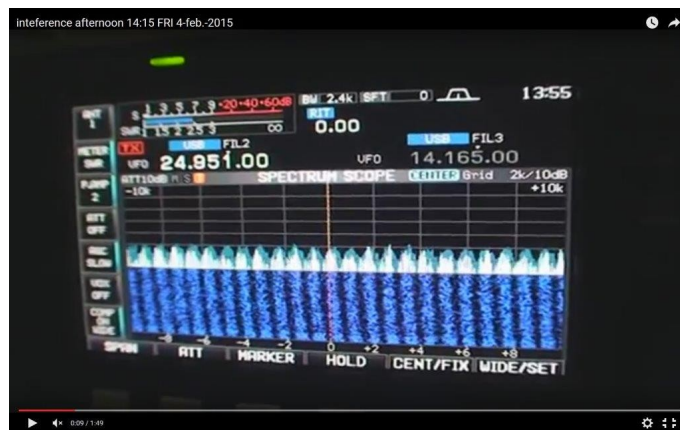 inteference afternoon 14:15 FRI 4-feb.-2015
ANT 1
METER SWR
P.AMP 2
ATT OFF
AGC SLOW
VOX OFF
COMP ON WIDE
S 1 3 5 7 9 +20+40+60dB
SWR 1 1.5 2 2.5 3 ∞
BW 2.4k SFT 0
13:55
RIT
0.00
TX USB FIL2
VFO 24.951.00
USB FIL3
VFO 14.165.00
ATT10dB M S SPECTRUM SCOPE CENTER Grid 2k/10dB
-10k +10k
-8 -6 -4 -2 0 +2 +4 +6 +8
SPAN ATT MARKER HOLD CENT/FIX WIDE/SET
0:09 / 1:49